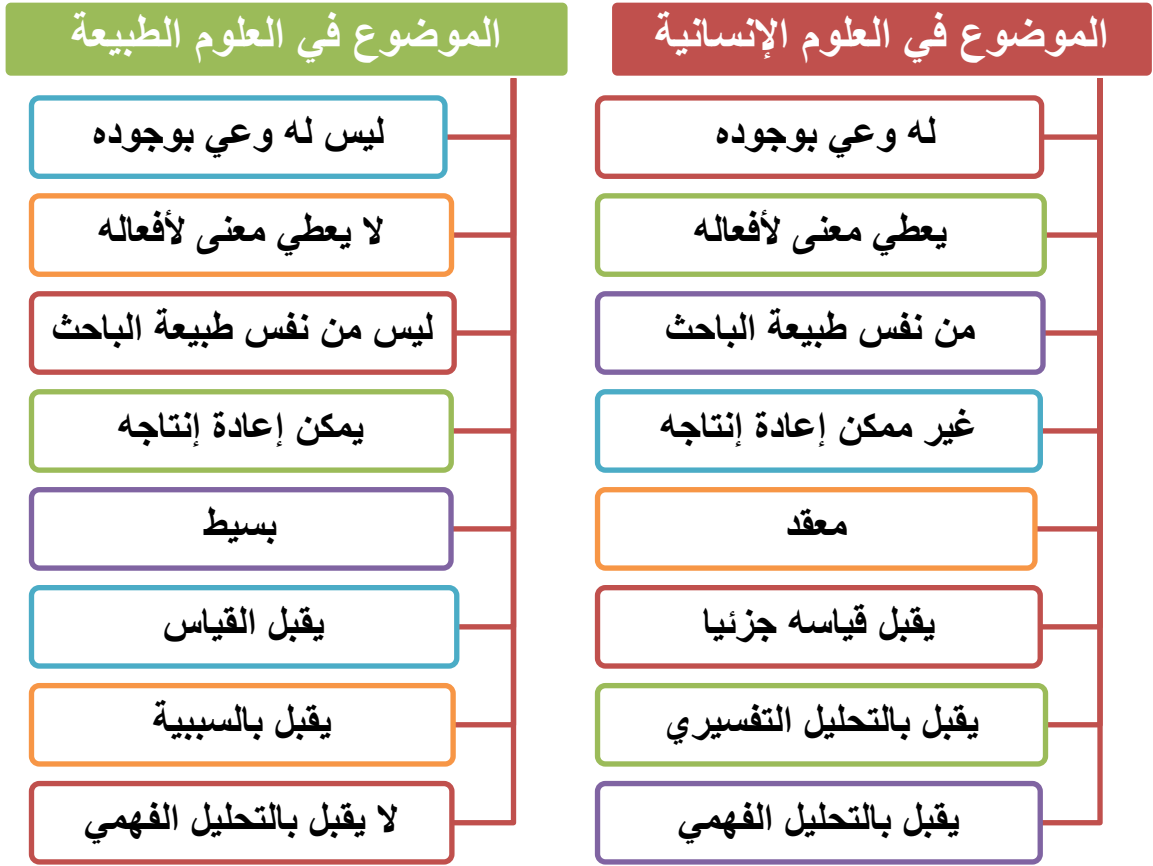 الموضوع في العلوم الإنسانية
له وعي بوجوده
يعطي معنى لأفعاله
من نفس طبيعة الباحث
غير ممكن إعادة إنتاجه
معقد
يقبل قياسه جزئيا
يقبل بالتحليل التفسيري
يقبل بالتحليل الفهمي
الموضوع في العلوم الطبيعة
ليس له وعي بوجوده
لا يعطي معنى لأفعاله
ليس من نفس طبيعة الباحث
يمكن إعادة إنتاجه
بسيط
يقبل القياس
يقبل بالسببية
لا يقبل بالتحليل الفهمي